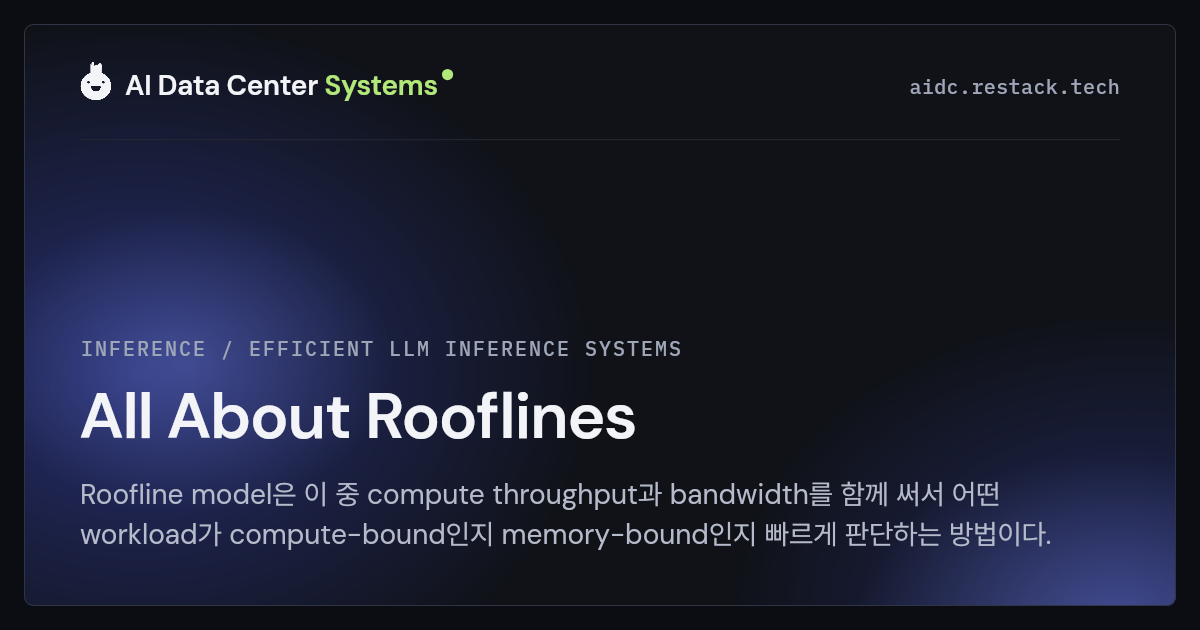 AI Data Center Systems
aidc.restack.tech
INFERENCE / EFFICIENT LLM INFERENCE SYSTEMS
All About Rooflines
Roofline model은 이 중 compute throughput과 bandwidth를 함께 써서 어떤
workload가 compute-bound인지 memory-bound인지 빠르게 판단하는 방법이다.